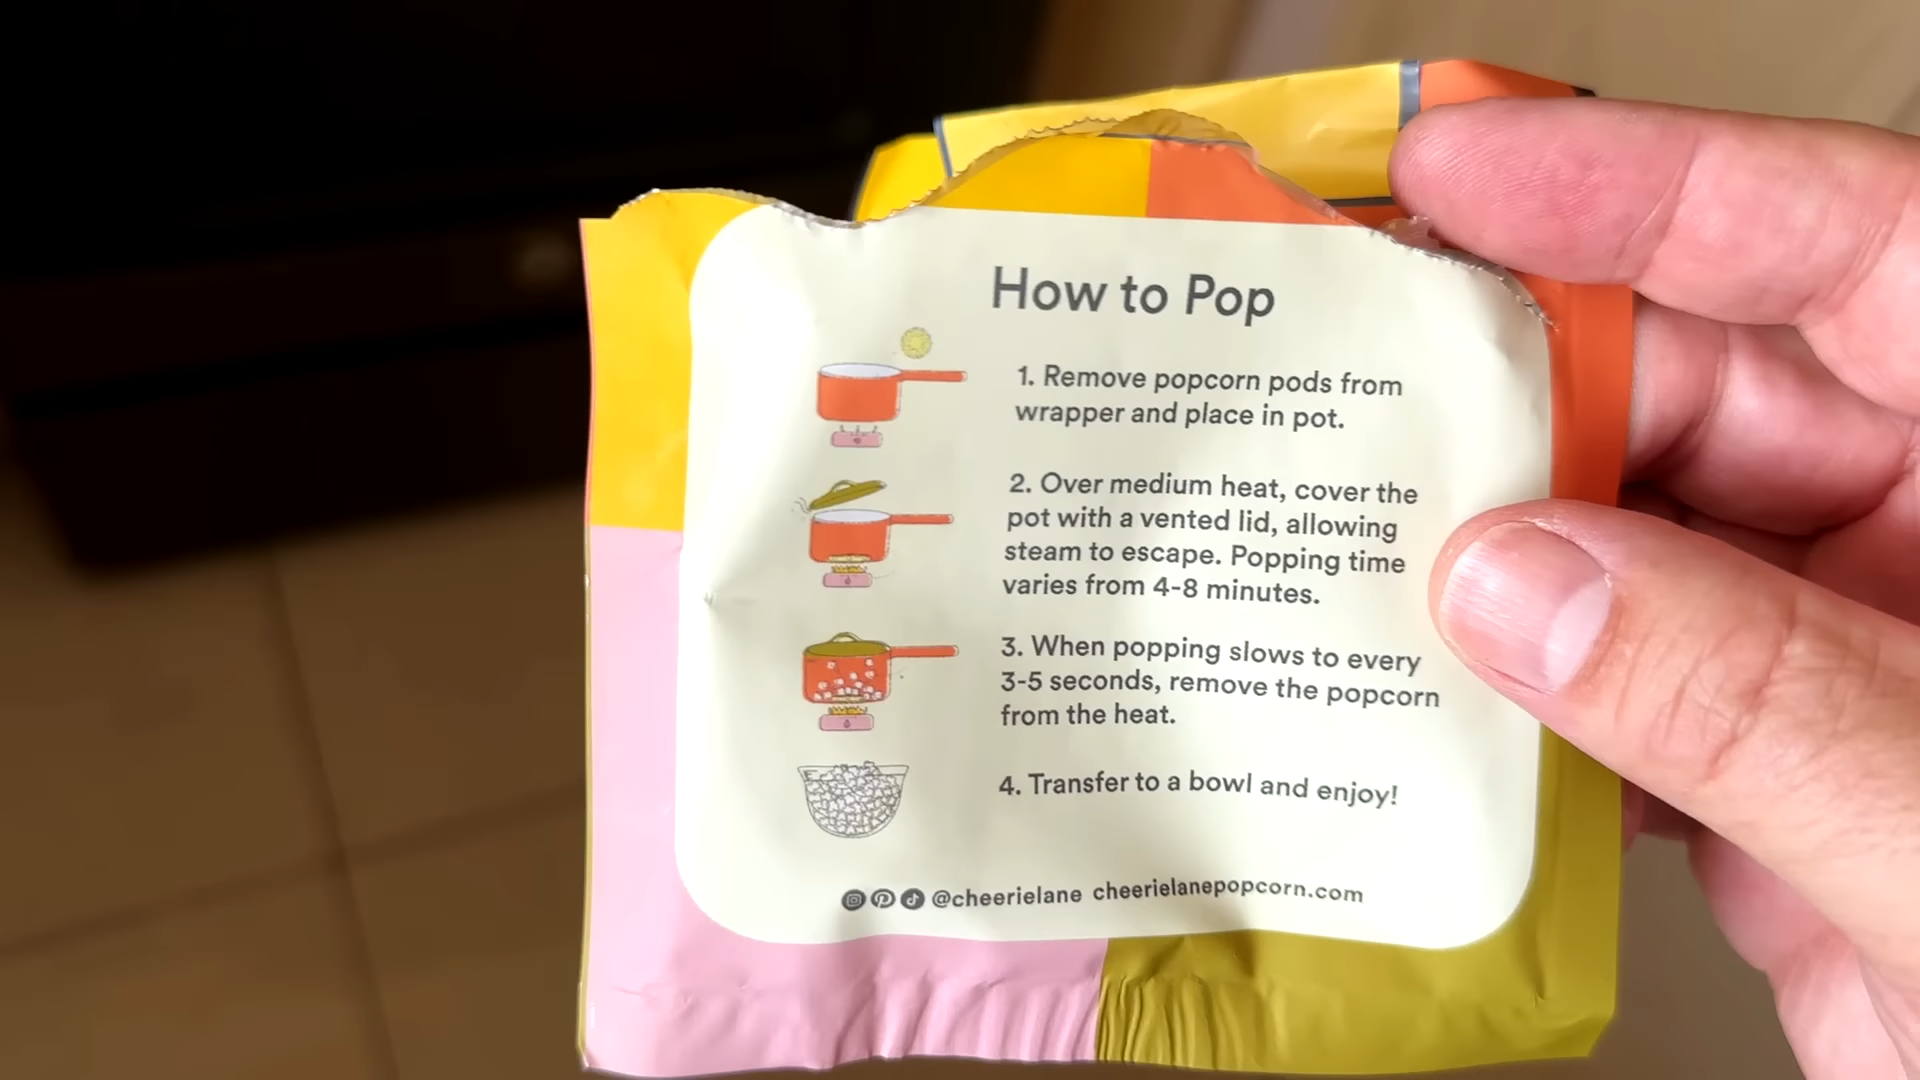 How to Pop
1. Remove popcorn pods from
wrapper and place in pot.
2. Over medium heat, cover the
pot with a vented lid, allowing
steam to escape. Popping time
varies from 4-8 minutes.
3. When popping slows to every
3-5 seconds, remove the popcorn
from the heat.
4. Transfer to a bowl and enjoy!
@cheerielane cheerielanepopcorn.com